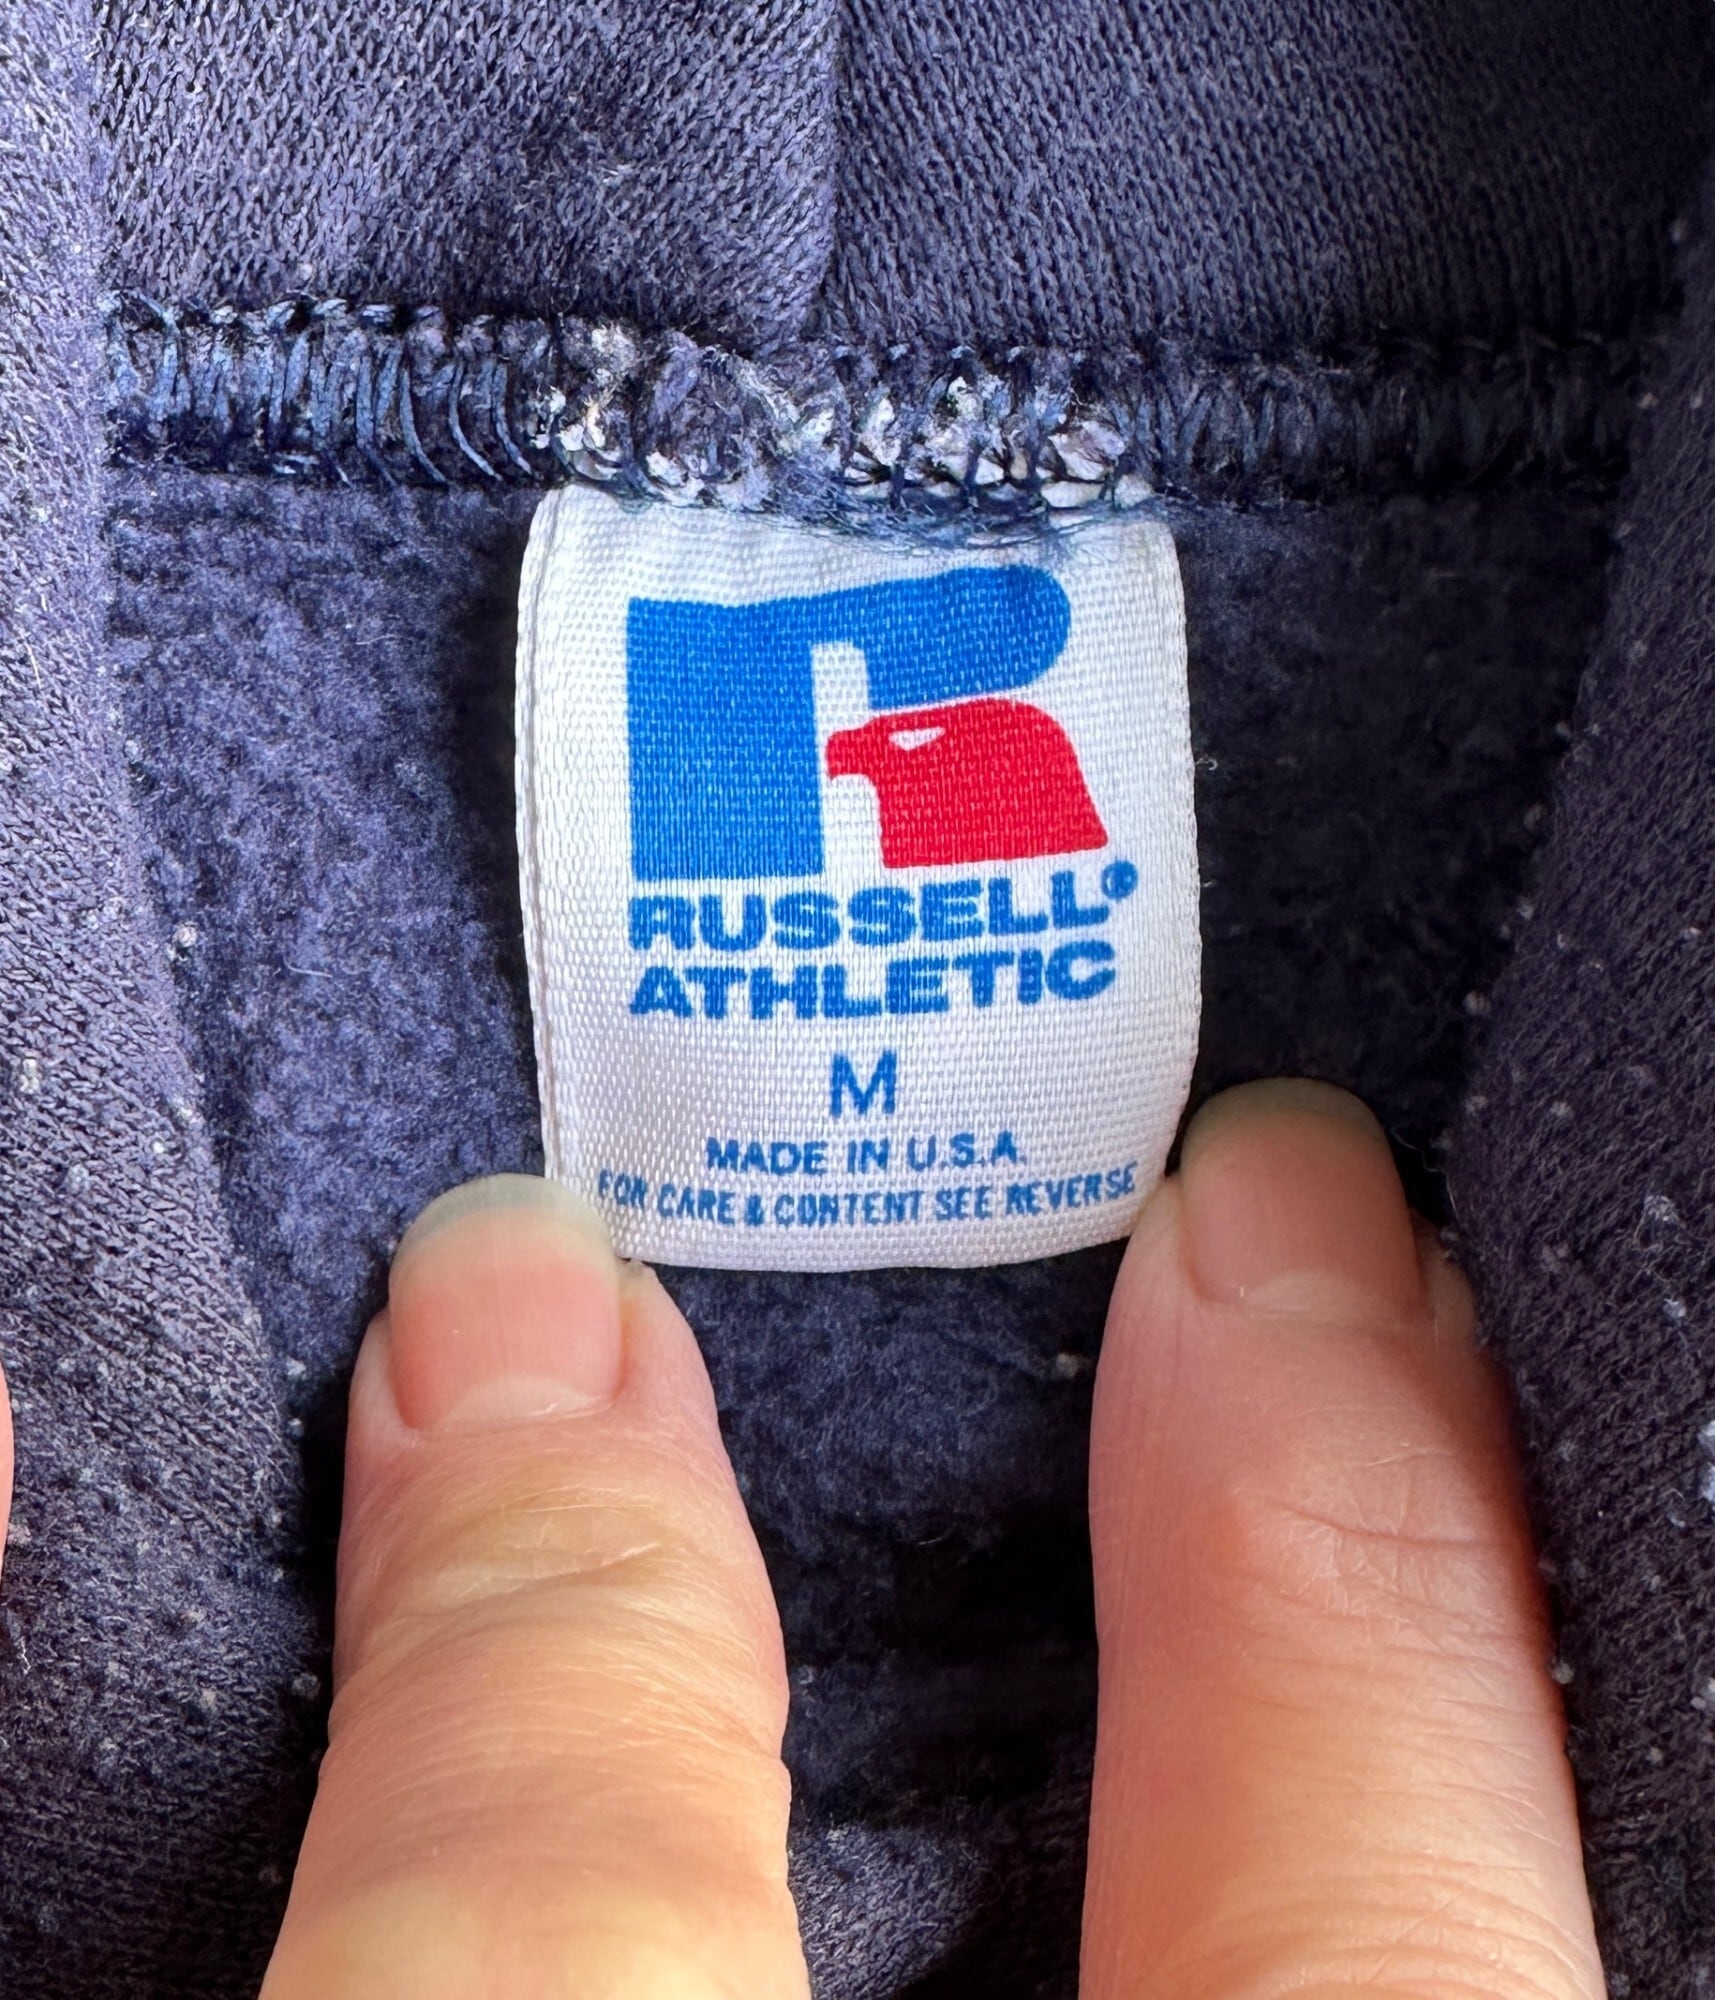 R
RUSSELL®
ATHLETIC
M
MADE IN U.S.A.
FOR CARE & CONTENT SEE REVERSE